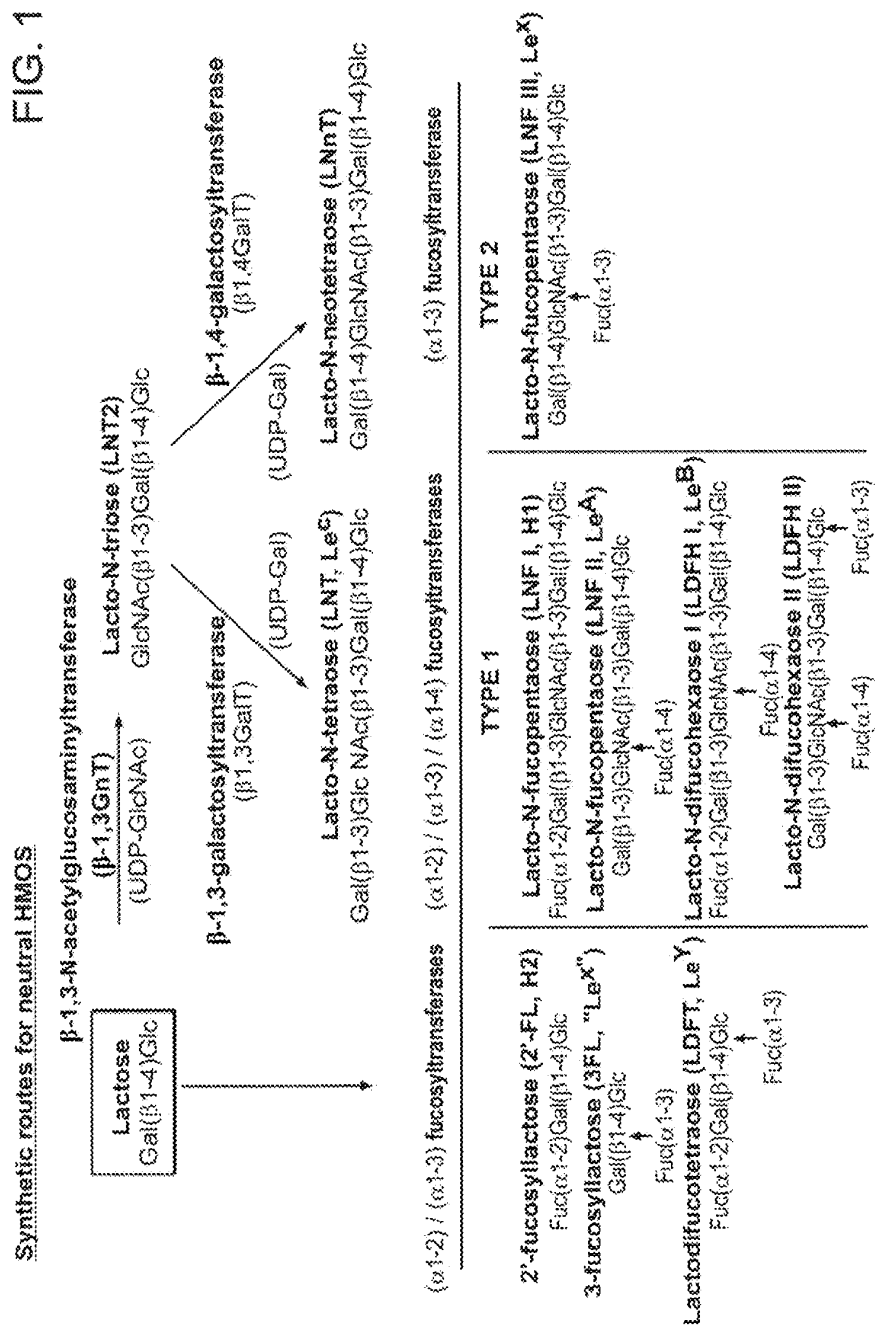 FIG. 1
Synthetic routes for neutral HMOS
Lactose
Gal(β1-4)Glc
β-1,3-N-acetylglucosaminyltransferase
(β-1,3GnT)
(UDP-GlcNAc)
Lacto-N-triose (LNT2)
GlcNAc(β1-3)Gal(β1-4)Glc
β-1,3-galactosyltransferase
(β1,3GalT)
(UDP-Gal)
β-1,4-galactosyltransferase
(β1,4GalT)
(UDP-Gal)
Lacto-N-tetraose (LNT, Leᶜ)
Gal(β1-3)Glc NAc(β1-3)Gal(β1-4)Glc
Lacto-N-neotetraose (LNnT)
Gal(β1-4)GlcNAc(β1-3)Gal(β1-4)Glc
(α1-2) / (α1-3) fucosyltransferases
(α1-2) / (α1-3) / (α1-4) fucosyltransferases
(α1-3) fucosyltransferase
2'-fucosyllactose (2'-FL, H2)
Fuc(α1-2)Gal(β1-4)Glc
3-fucosyllactose (3FL, "Leˣ")
Gal(β1-4)Glc
Fuc(α1-3)
Lactodifucotetraose (LDFT, Leʸ)
Fuc(α1-2)Gal(β1-4)Glc
Fuc(α1-3)
TYPE 1
Lacto-N-fucopentaose (LNF I, H1)
Fuc(α1-2)Gal(β1-3)GlcNAc(β1-3)Gal(β1-4)Glc
Lacto-N-fucopentaose (LNF II, Leᴬ)
Gal(β1-3)GlcNAc(β1-3)Gal(β1-4)Glc
Fuc(α1-4)
Lacto-N-difucohexaose I (LDFH I, Leᴮ)
Fuc(α1-2)Gal(β1-3)GlcNAc(β1-3)Gal(β1-4)Glc
Fuc(α1-4)
Lacto-N-difucohexaose II (LDFH II)
Gal(β1-3)GlcNAc(β1-3)Gal(β1-4)Glc
Fuc(α1-4) Fuc(α1-3)
TYPE 2
Lacto-N-fucopentaose (LNF III, Leˣ)
Gal(β1-4)GlcNAc(β1-3)Gal(β1-4)Glc
Fuc(α1-3)